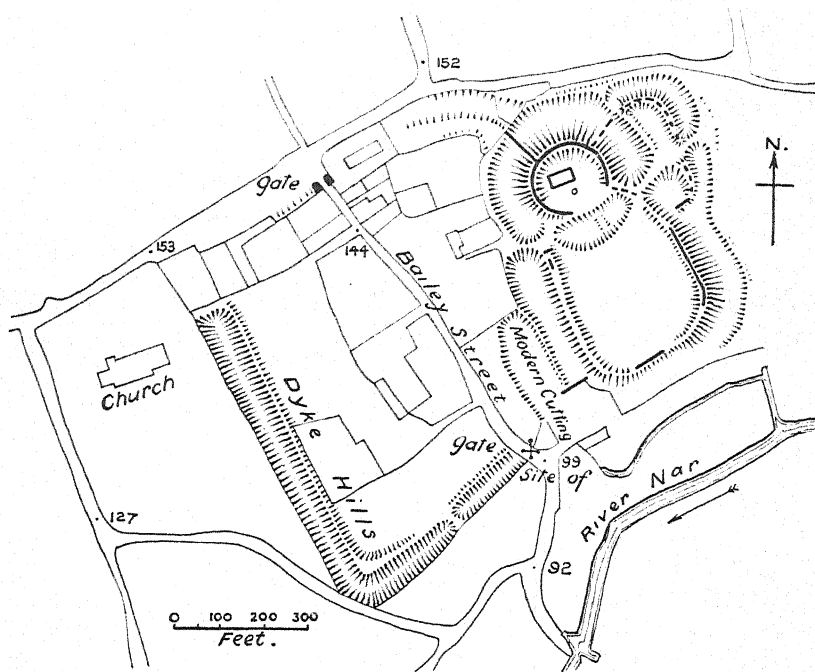 152
N.
gate
153
144
Bailey Street
Church
Dyke Hills
Modern Cutting
gate
99
Site of
River Nar
127
92
0 100 200 300
Feet.